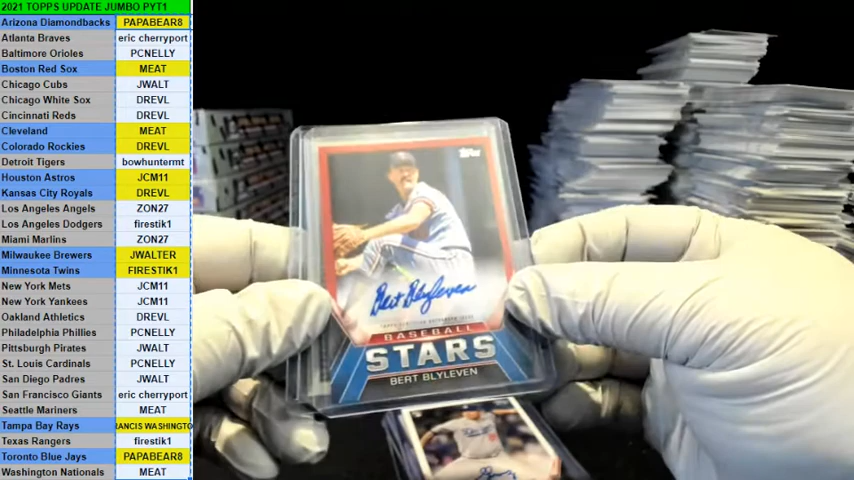 2021 TOPPS UPDATE JUMBO PYT1
Arizona Diamondbacks PAPABEAR8
Atlanta Braves eric cherryport
Baltimore Orioles PCNELLY
Boston Red Sox MEAT
Chicago Cubs JWALT
Chicago White Sox DREVL
Cincinnati Reds DREVL
Cleveland MEAT
Colorado Rockies DREVL
Detroit Tigers bowhuntermt
Houston Astros JCM11
Kansas City Royals DREVL
Los Angeles Angels ZON27
Los Angeles Dodgers firestik1
Miami Marlins ZON27
Milwaukee Brewers JWALTER
Minnesota Twins FIRESTIK1
New York Mets JCM11
New York Yankees JCM11
Oakland Athletics DREVL
Philadelphia Phillies PCNELLY
Pittsburgh Pirates JWALT
St. Louis Cardinals PCNELLY
San Diego Padres JWALT
San Francisco Giants eric cherryport
Seattle Mariners MEAT
Tampa Bay Rays RANCIS WASHINGTO
Texas Rangers firestik1
Toronto Blue Jays PAPABEAR8
Washington Nationals MEAT
Topps
Bert Blyleven
BASEBALL
STARS
BERT BLYLEVEN